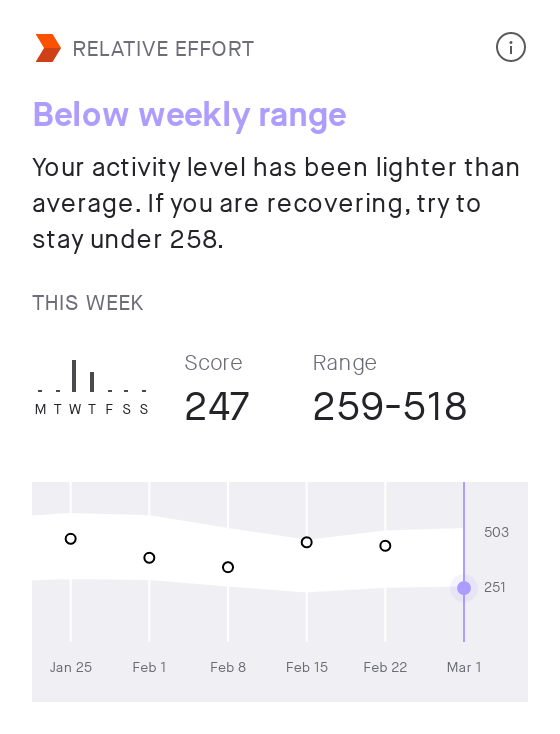 RELATIVE EFFORT
Below weekly range
Your activity level has been lighter than
average. If you are recovering, try to
stay under 258.
THIS WEEK
Score
Range
M T W T F S S
247
259-518
503
251
Jan 25 Feb 1 Feb 8 Feb 15 Feb 22 Mar 1